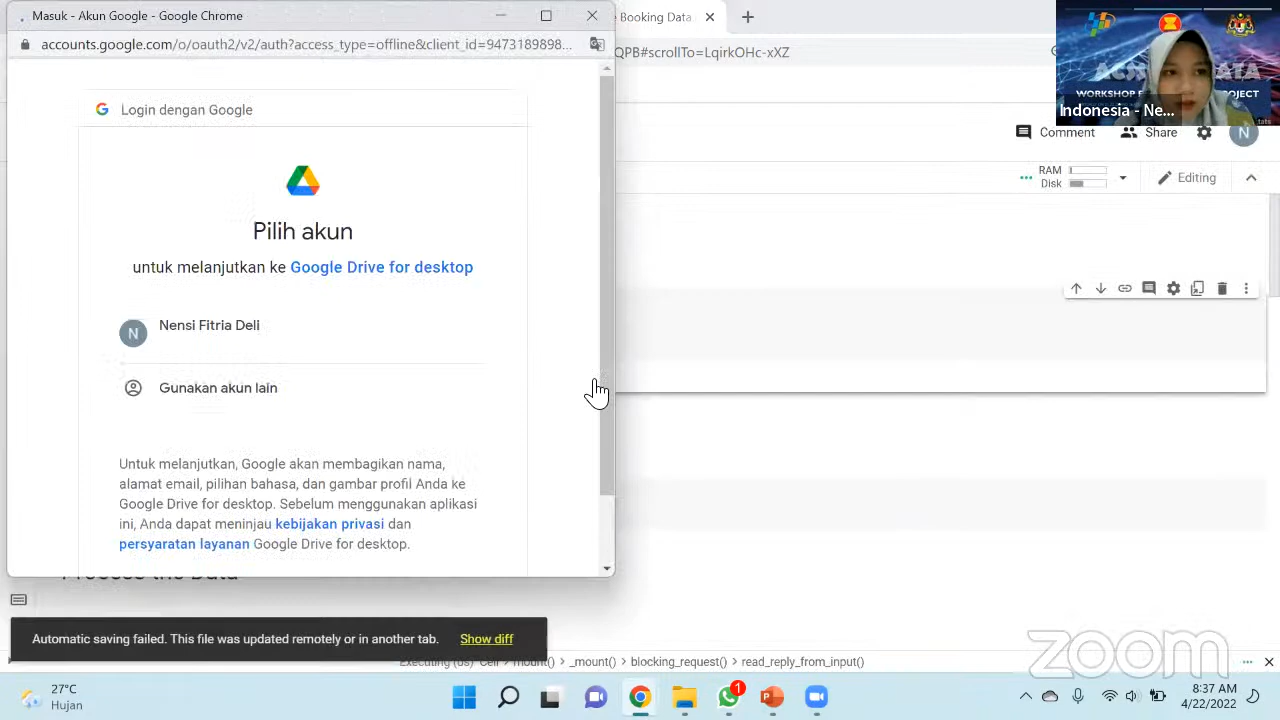 Masuk - Akun Google - Google Chrome
Booking Data
accounts.google.com/o/oauth2/v2/auth?access_type=offline&client_id=9473189898...
QPB#scrollTo=LqirkOHc-xXZ
WORKSHOP
Indonesia - Ne...
Login dengan Google
Comment
Share
N
RAM
Disk
Editing
Pilih akun
untuk melanjutkan ke Google Drive for desktop
N
Nensi Fitria Deli
Gunakan akun lain
Untuk melanjutkan, Google akan membagikan nama,
alamat email, pilihan bahasa, dan gambar profil Anda ke
Google Drive for desktop. Sebelum menggunakan aplikasi
ini, Anda dapat meninjau kebijakan privasi dan
persyaratan layanan Google Drive for desktop.
Process the Data
Automatic saving failed. This file was updated remotely or in another tab. Show diff
zoom
Executing (0s) Cell > mount() > _mount() > blocking_request() > read_reply_from_input()
27°C
Hujan
1
8:37 AM
4/22/2022